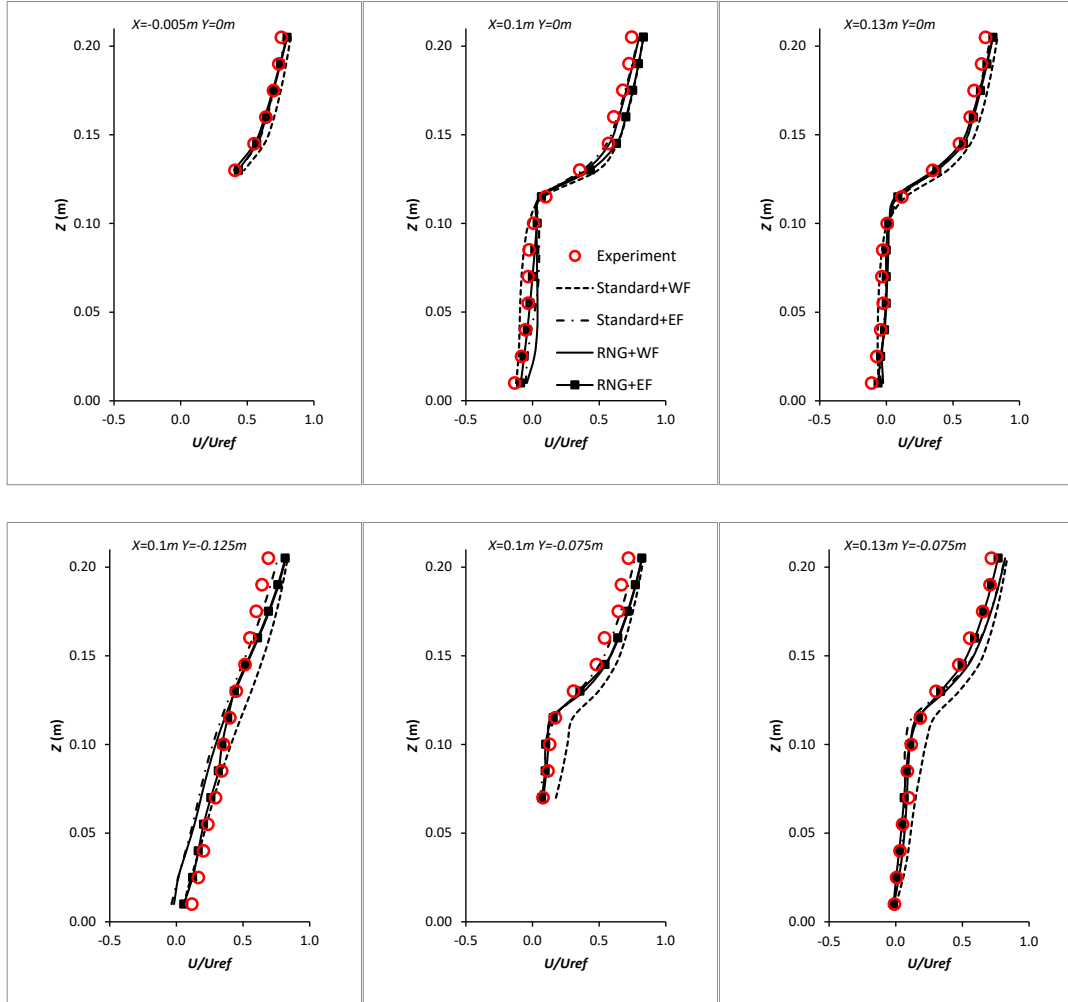 X=-0.005m Y=0m
0.20
0.15
0.10
0.05
0.00
Z (m)
-0.5 0.0 0.5 1.0
U/Uref
X=0.1m Y=0m
0.20
0.15
0.10
0.05
0.00
Z (m)
Experiment
Standard+WF
Standard+EF
RNG+WF
RNG+EF
-0.5 0.0 0.5 1.0
U/Uref
X=0.13m Y=0m
0.20
0.15
0.10
0.05
0.00
Z (m)
-0.5 0.0 0.5 1.0
U/Uref
X=0.1m Y=-0.125m
0.20
0.15
0.10
0.05
0.00
Z (m)
-0.5 0.0 0.5 1.0
U/Uref
X=0.1m Y=-0.075m
0.20
0.15
0.10
0.05
0.00
Z (m)
-0.5 0.0 0.5 1.0
U/Uref
X=0.13m Y=-0.075m
0.20
0.15
0.10
0.05
0.00
Z (m)
-0.5 0.0 0.5 1.0
U/Uref